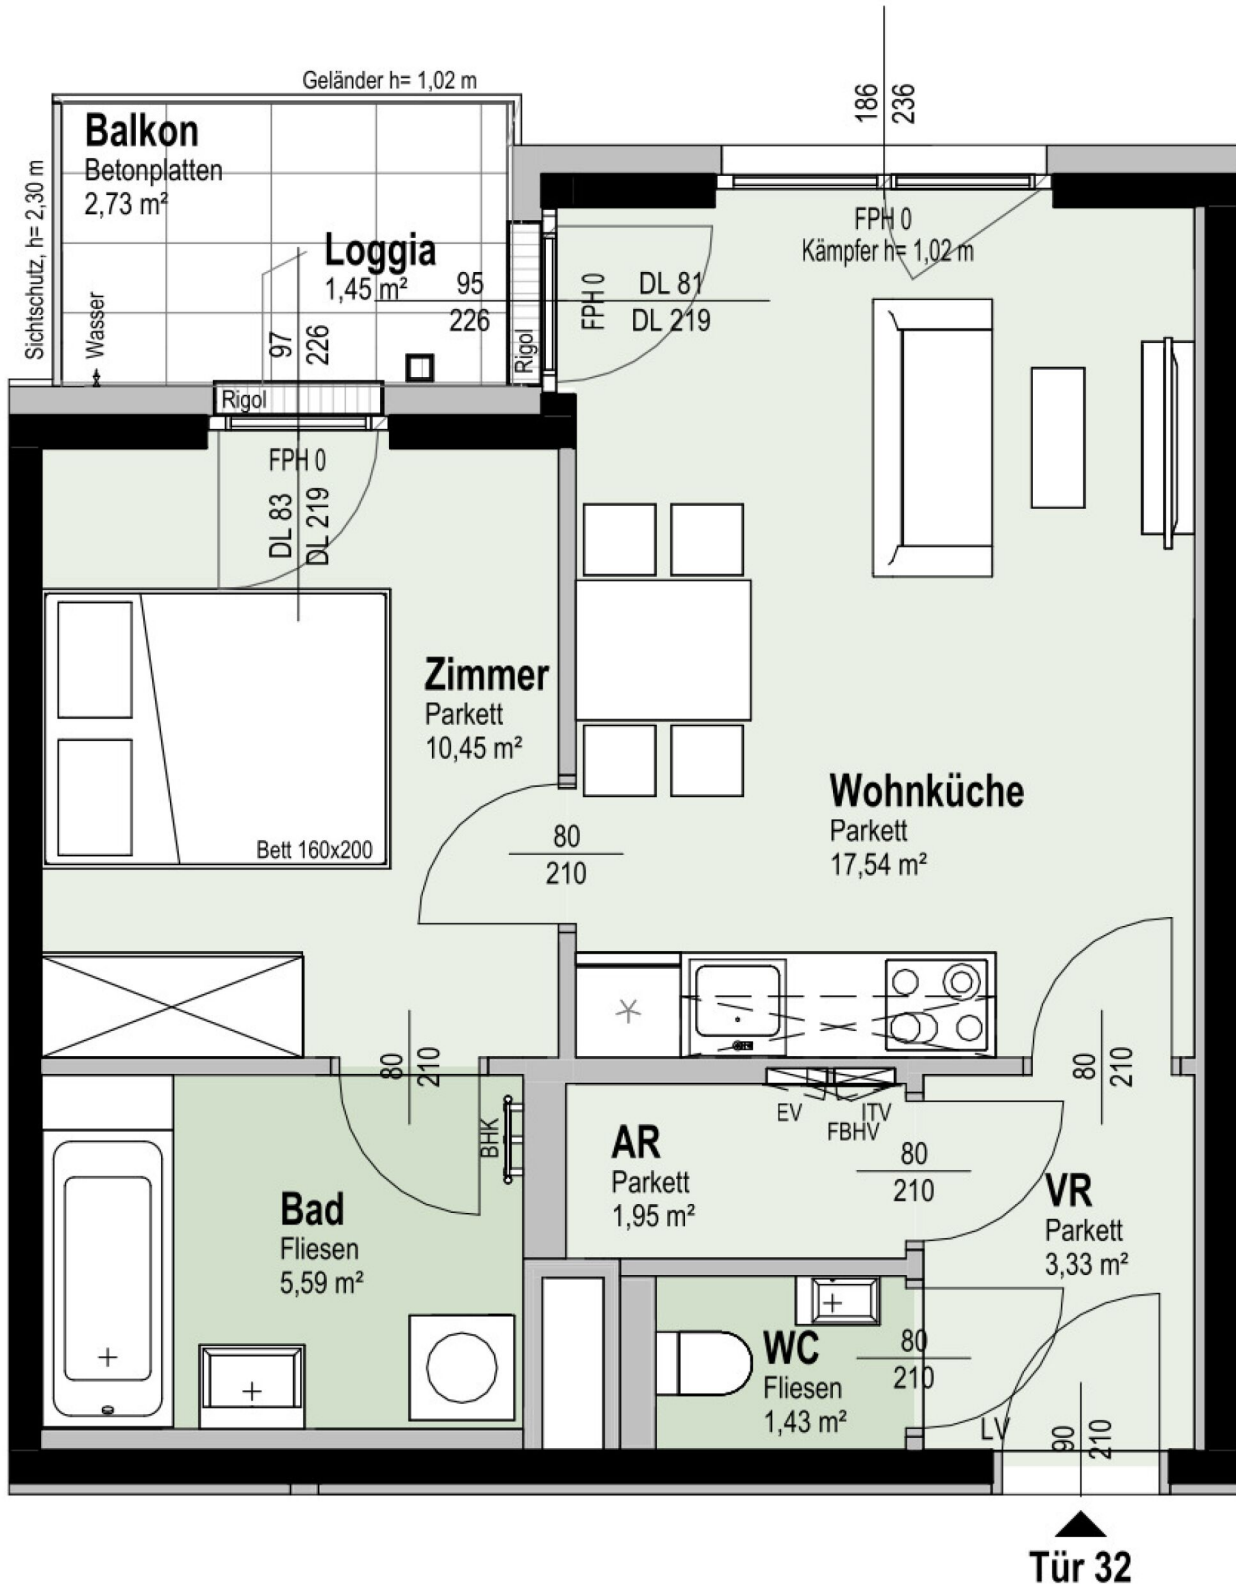 Geländer h= 1,02 m
186
236
Balkon
Betonplatten
2,73 m²
Sichtschutz, h= 2,30 m
Wasser
Loggia
1,45 m²
95
226
97
226
Rigol
Rigol
FPH 0
DL 81
DL 219
FPH 0
Kämpfer h= 1,02 m
FPH 0
DL 83
DL 219
Zimmer
Parkett
10,45 m²
Bett 160x200
80
210
Wohnküche
Parkett
17,54 m²
80
210
80
210
BHK
EV
ITV
FBHV
AR
Parkett
1,95 m²
80
210
VR
Parkett
3,33 m²
Bad
Fliesen
5,59 m²
WC
Fliesen
1,43 m²
80
210
LV
90
210
Tür 32